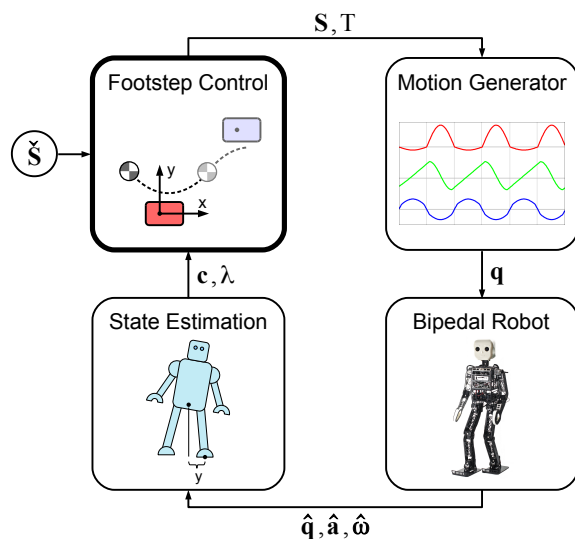 S, T
Footstep Control
Motion Generator
Š
y
x
c, λ
q
State Estimation
Bipedal Robot
y
q̂, â, ω̂